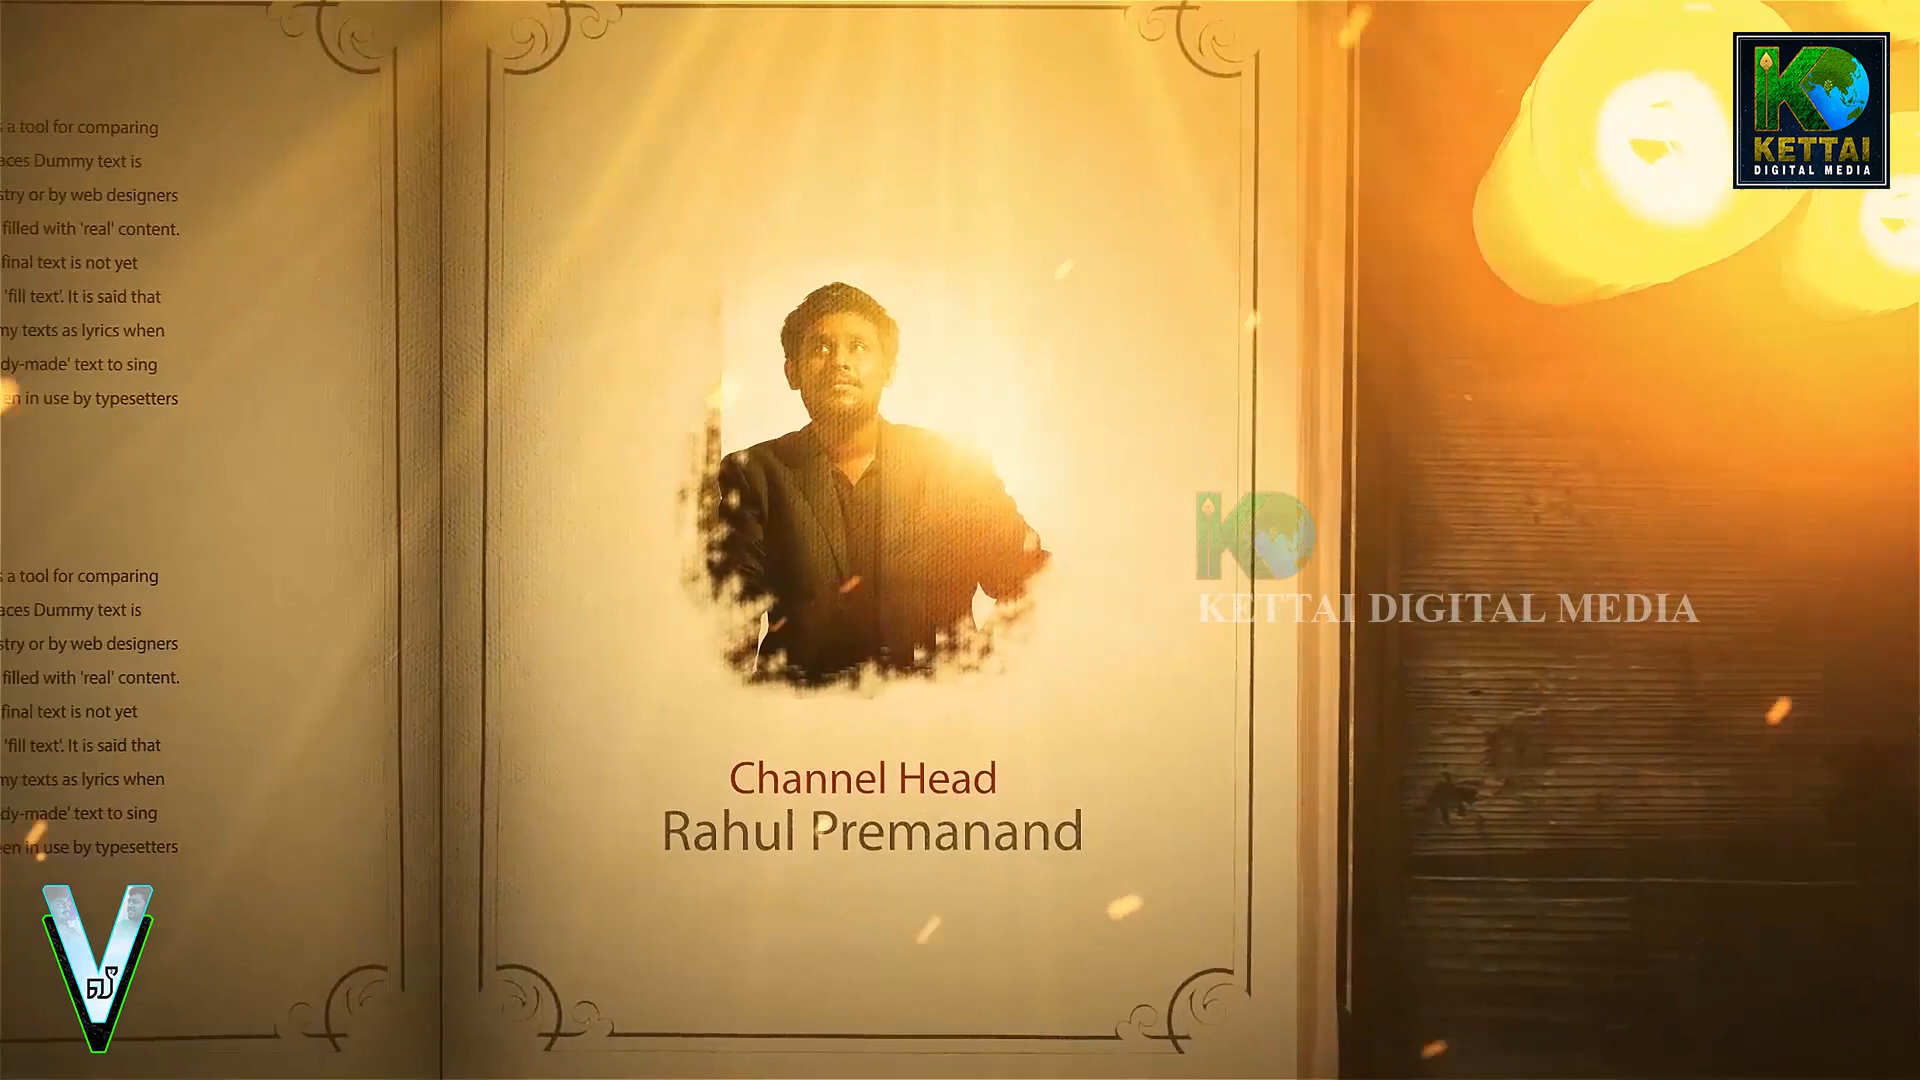 s a tool for comparing
aces Dummy text is
stry or by web designers
filled with 'real' content.
final text is not yet
'fill text'. It is said that
my texts as lyrics when
dy-made' text to sing
en in use by typesetters
s a tool for comparing
aces Dummy text is
stry or by web designers
filled with 'real' content.
final text is not yet
'fill text'. It is said that
my texts as lyrics when
dy-made' text to sing
en in use by typesetters
Channel Head
Rahul Premanand
KD
KETTAI
DIGITAL MEDIA
KD
KETTAI DIGITAL MEDIA
V
வீ